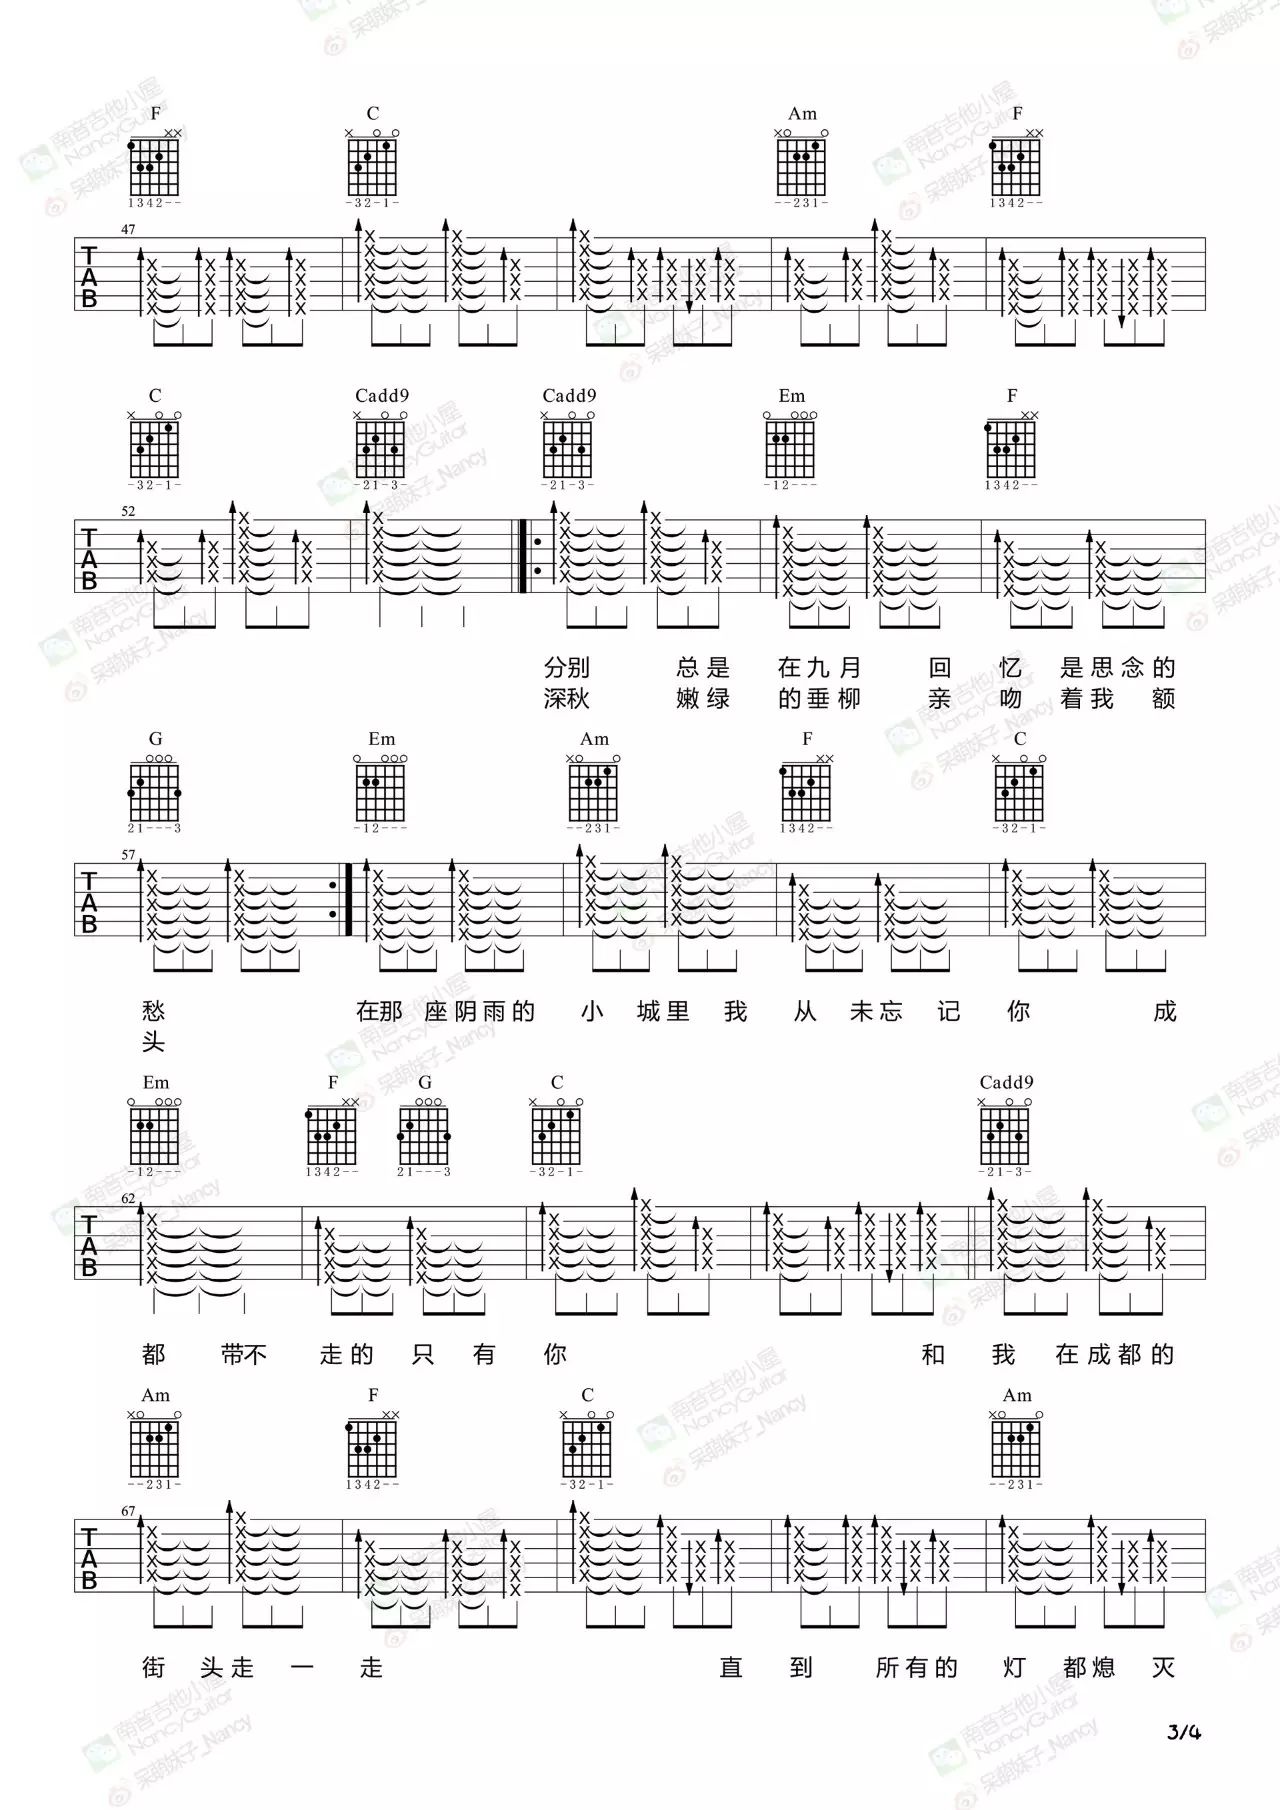 F C Am F
1342-- -32-1- --231- 1342--
47
T
A
B
C Cadd9 Cadd9 Em F
-32-1- -21-3- -21-3- -12--- 1342--
52
T
A
B
分别 总是 在九月 回 忆 是思念的
深秋 嫩绿 的垂柳 亲 吻 着我 额
G Em Am F C
21---3 -12--- --231- 1342-- -32-1-
57
T
A
B
愁 在那 座阴雨的 小 城里 我 从 未忘 记 你 成
头
Em F G C Cadd9
-12--- 1342-- 21---3 -32-1- -21-3-
62
T
A
B
都 带不 走的 只 有 你 和 我 在成都的
Am F C Am
--231- 1342-- -32-1- --231-
67
T
A
B
街 头走 一 走 直 到 所有的 灯 都熄 灭
3/4
南音吉他小屋
NancyGuitar
呆萌妹子_Nancy